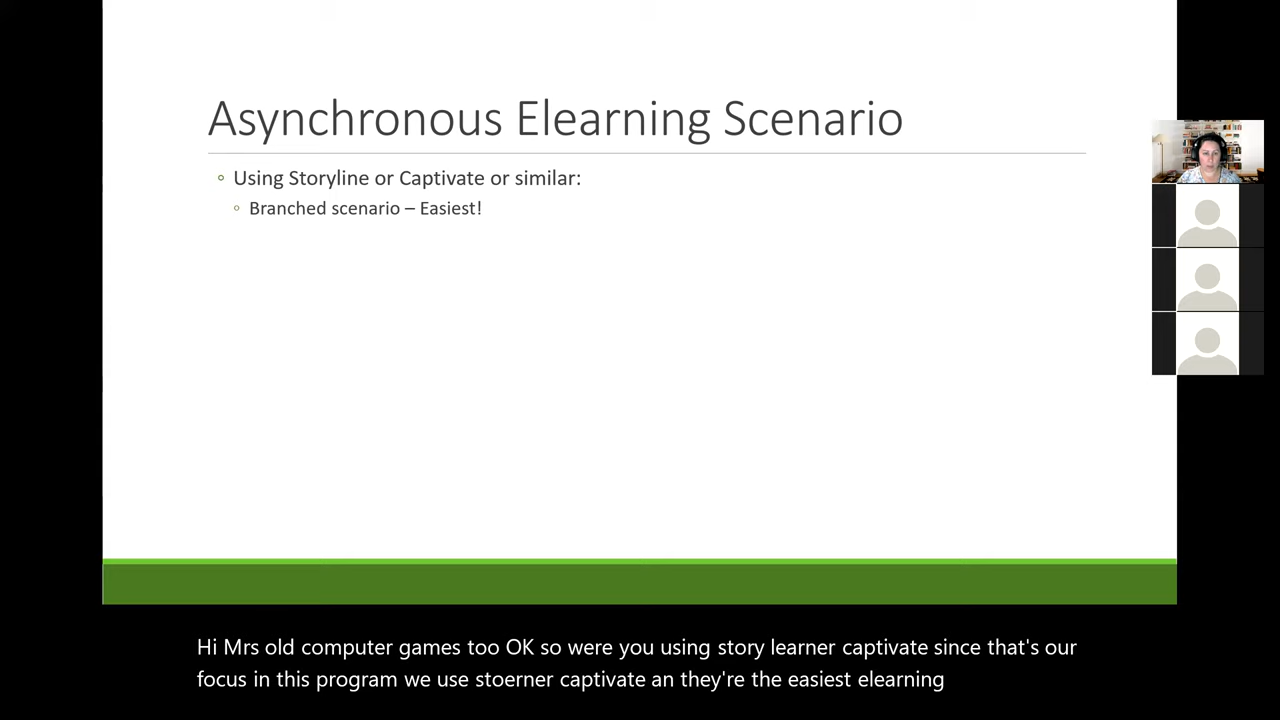 Asynchronous Elearning Scenario
Using Storyline or Captivate or similar:
Branched scenario – Easiest!
Hi Mrs old computer games too OK so were you using story learner captivate since that's our
focus in this program we use stoerner captivate an they're the easiest elearning